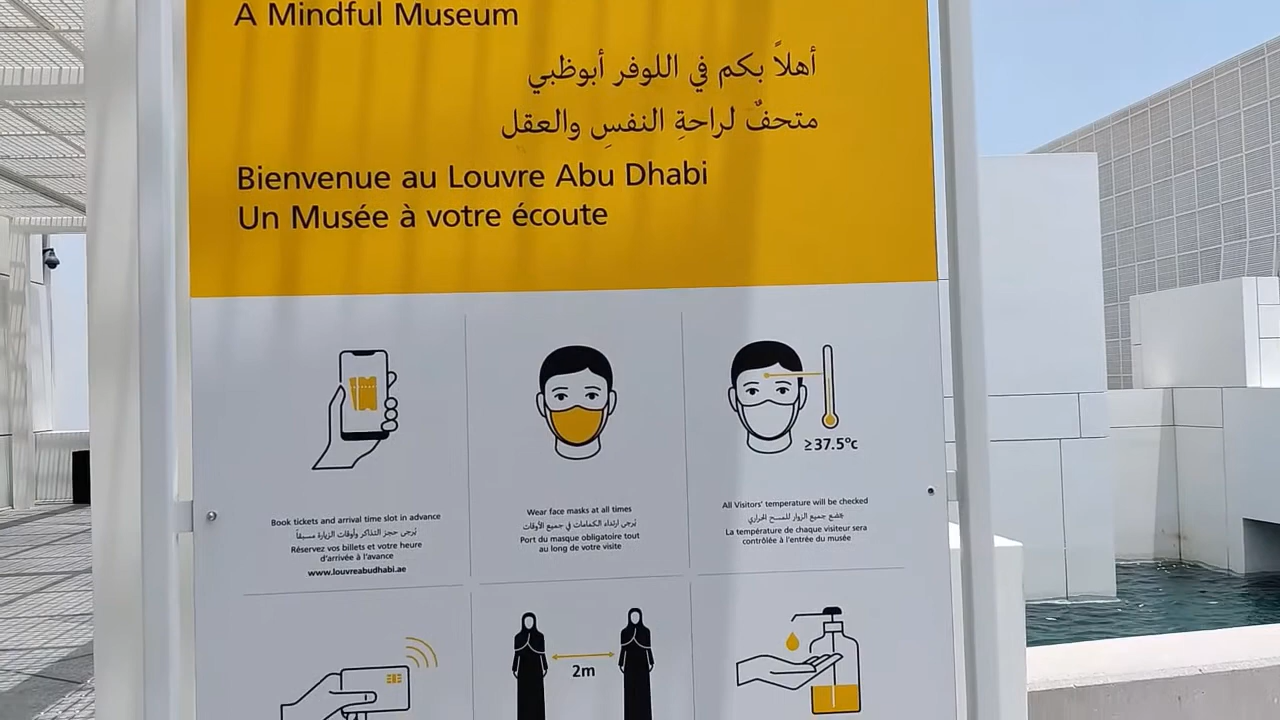 A Mindful Museum
أهلاً بكم في اللوفر أبوظبي
متحفٌ لراحةِ النفسِ والعقل
Bienvenue au Louvre Abu Dhabi
Un Musée à votre écoute
Book tickets and arrival time slot in advance
يُرجى حجز التذاكر وأوقات الزيارة مسبقاً
Réservez vos billets et votre heure
d'arrivée à l'avance
www.louvreabudhabi.ae
Wear face masks at all times
يُرجى ارتداء الكمامات في جميع الأوقات
Port du masque obligatoire tout
au long de votre visite
≥37.5°c
All Visitors' temperature will be checked
يخضع جميع الزوار للمسح الحراري
La température de chaque visiteur sera
contrôlée à l'entrée du musée
2m